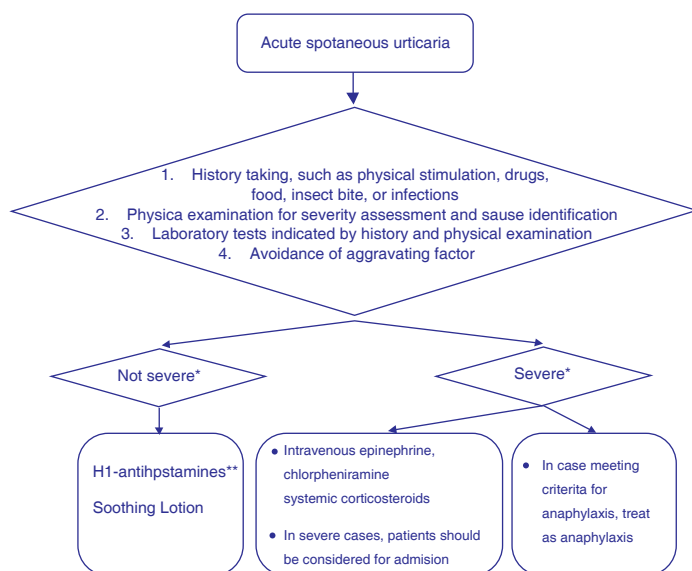 Acute spotaneous urticaria
1. History taking, such as physical stimulation, drugs,
food, insect bite, or infections
2. Physica examination for severity assessment and sause identification
3. Laboratory tests indicated by history and physical examination
4. Avoidance of aggravating factor
Not severe*
Severe*
H1-antihpstamines**
Soothing Lotion
• Intravenous epinephrine,
chlorpheniramine
systemic corticosteroids
• In severe cases, patients should
be considered for admision
• In case meeting
criterita for
anaphylaxis, treat
as anaphylaxis